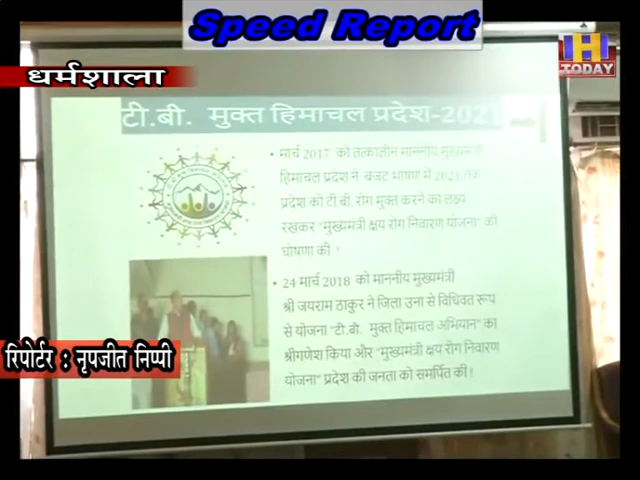 Speed Report
H
TODAY
धर्मशाला
टी.बी. मुक्त हिमाचल प्रदेश-2021
• मार्च 2017 को तत्कालीन माननीय मुख्यमंत्री
हिमाचल प्रदेश ने बजट भाषण में 2021 तक
प्रदेश को टी.बी. रोग मुक्त करने का लक्ष्य
रखकर "मुख्यमंत्री क्षय रोग निवारण योजना" की
घोषणा की !
• 24 मार्च 2018 को माननीय मुख्यमंत्री
श्री जयराम ठाकुर ने जिला उना से विधिवत रूप
से योजना "टी.बी. मुक्त हिमाचल अभियान" का
श्रीगणेश किया और "मुख्यमंत्री क्षय रोग निवारण
योजना" प्रदेश की जनता को समर्पित की !
रिपोर्टर : नृपजीत निप्पी